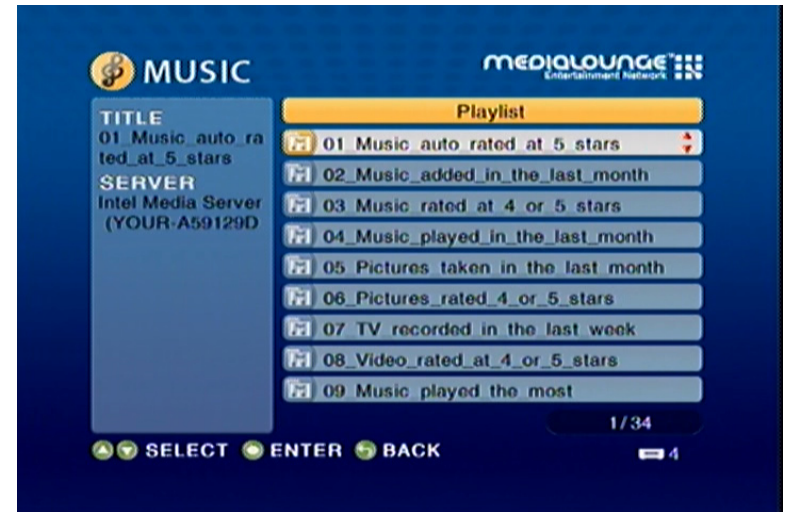 MUSIC
MEDIALOUNGE
Entertainment Network
TITLE
01_Music_auto_ra
ted_at_5_stars
SERVER
Intel Media Server
(YOUR-A59129D
Playlist
01_Music_auto_rated_at_5_stars
02_Music_added_in_the_last_month
03_Music_rated_at_4_or_5_stars
04_Music_played_in_the_last_month
05_Pictures_taken_in_the_last_month
06_Pictures_rated_4_or_5_stars
07_TV_recorded_in_the_last_week
08_Video_rated_at_4_or_5_stars
09_Music_played_the_most
1/34
SELECT ENTER BACK
4